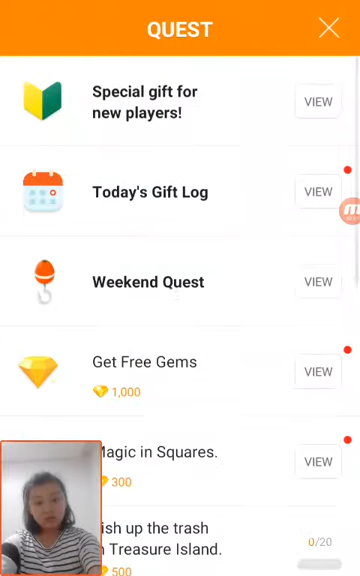 QUEST
Special gift for
new players!
VIEW
Today's Gift Log
VIEW
Weekend Quest
VIEW
Get Free Gems
1,000
VIEW
Magic in Squares.
300
VIEW
ish up the trash
Treasure Island.
500
0/20